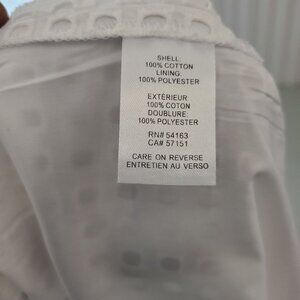 SHELL:
100% COTTON
LINING:
100% POLYESTER
EXTÉRIEUR:
100% COTON
DOUBLURE:
100% POLYESTER
RN# 54163
CA# 57151
CARE ON REVERSE
ENTRETIEN AU VERSO